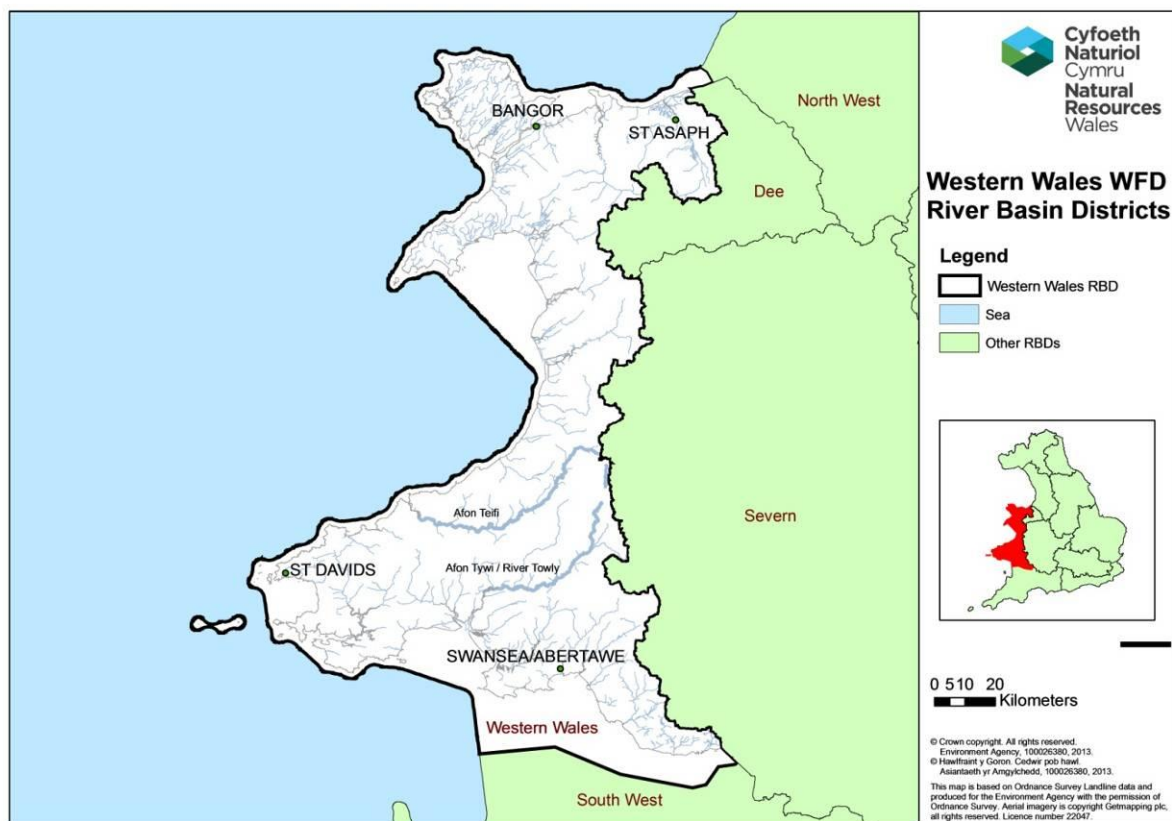 Cyfoeth
Naturiol
Cymru
Natural
Resources
Wales
Western Wales WFD
River Basin Districts
Legend
Western Wales RBD
Sea
Other RBDs
BANGOR
ST ASAPH
North West
Dee
Severn
Afon Teifi
Afon Tywi / River Towly
ST DAVIDS
SWANSEA/ABERTAWE
Western Wales
South West
0 5 10 20
Kilometers
© Crown copyright. All rights reserved.
Environment Agency, 100026380, 2013.
© Hawlfraint y Goron. Cedwir pob hawl.
Asiantaeth yr Amgylchedd, 100026380, 2013.
This map is based on Ordnance Survey Landline data and
produced for the Environment Agency with the permission of
Ordnance Survey. Aerial imagery is copyright Getmapping plc,
all rights reserved. Licence number 22047.